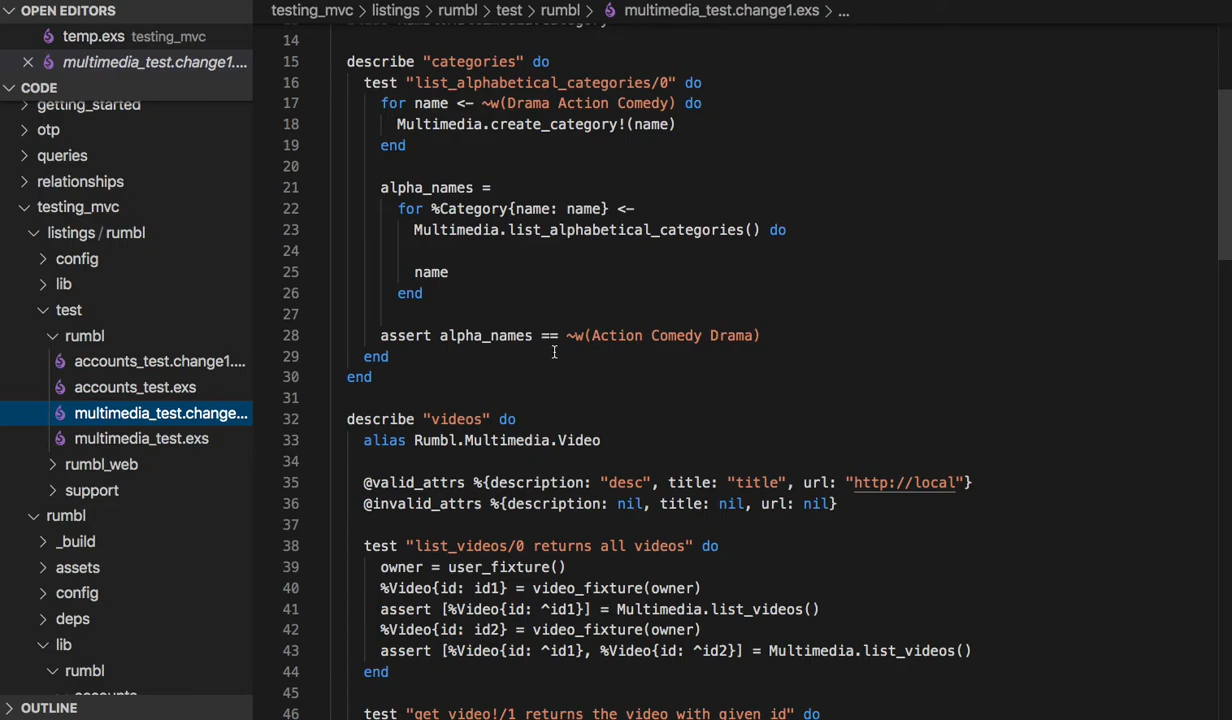 OPEN EDITORS
temp.exs testing_mvc
multimedia_test.change1....
CODE
getting_started
otp
queries
relationships
testing_mvc
listings / rumbl
config
lib
test
rumbl
accounts_test.change1....
accounts_test.exs
multimedia_test.change...
multimedia_test.exs
rumbl_web
support
rumbl
_build
assets
config
deps
lib
rumbl
OUTLINE
testing_mvc > listings > rumbl > test > rumbl > multimedia_test.change1.exs > ...
14
15 describe "categories" do
16 test "list_alphabetical_categories/0" do
17 for name <- ~w(Drama Action Comedy) do
18 Multimedia.create_category!(name)
19 end
20
21 alpha_names =
22 for %Category{name: name} <-
23 Multimedia.list_alphabetical_categories() do
24
25 name
26 end
27
28 assert alpha_names == ~w(Action Comedy Drama)
29 end
30 end
31
32 describe "videos" do
33 alias Rumbl.Multimedia.Video
34
35 @valid_attrs %{description: "desc", title: "title", url: "http://local"}
36 @invalid_attrs %{description: nil, title: nil, url: nil}
37
38 test "list_videos/0 returns all videos" do
39 owner = user_fixture()
40 %Video{id: id1} = video_fixture(owner)
41 assert [%Video{id: ^id1}] = Multimedia.list_videos()
42 %Video{id: id2} = video_fixture(owner)
43 assert [%Video{id: ^id1}, %Video{id: ^id2}] = Multimedia.list_videos()
44 end
45
46 test "get_video!/1 returns the video with given id" do